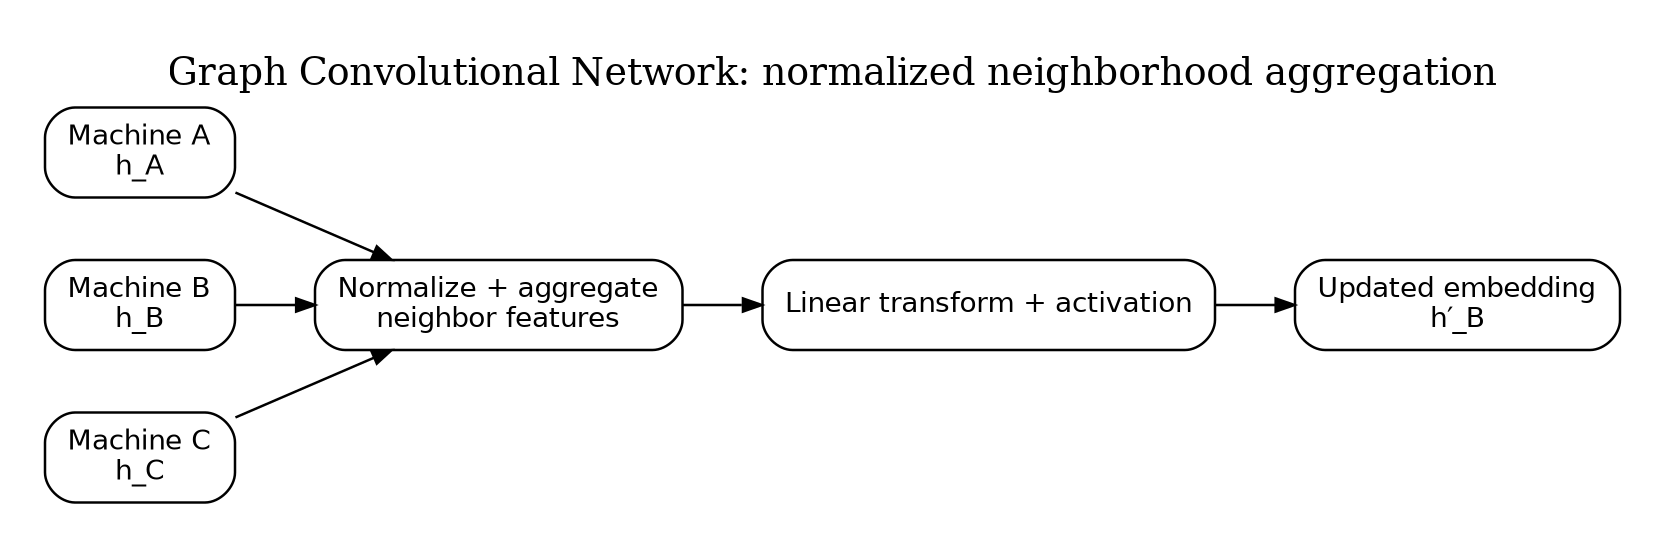 Graph Convolutional Network: normalized neighborhood aggregation
Machine A
h_A
Machine B
h_B
Machine C
h_C
Normalize + aggregate
neighbor features
Linear transform + activation
Updated embedding
h′_B